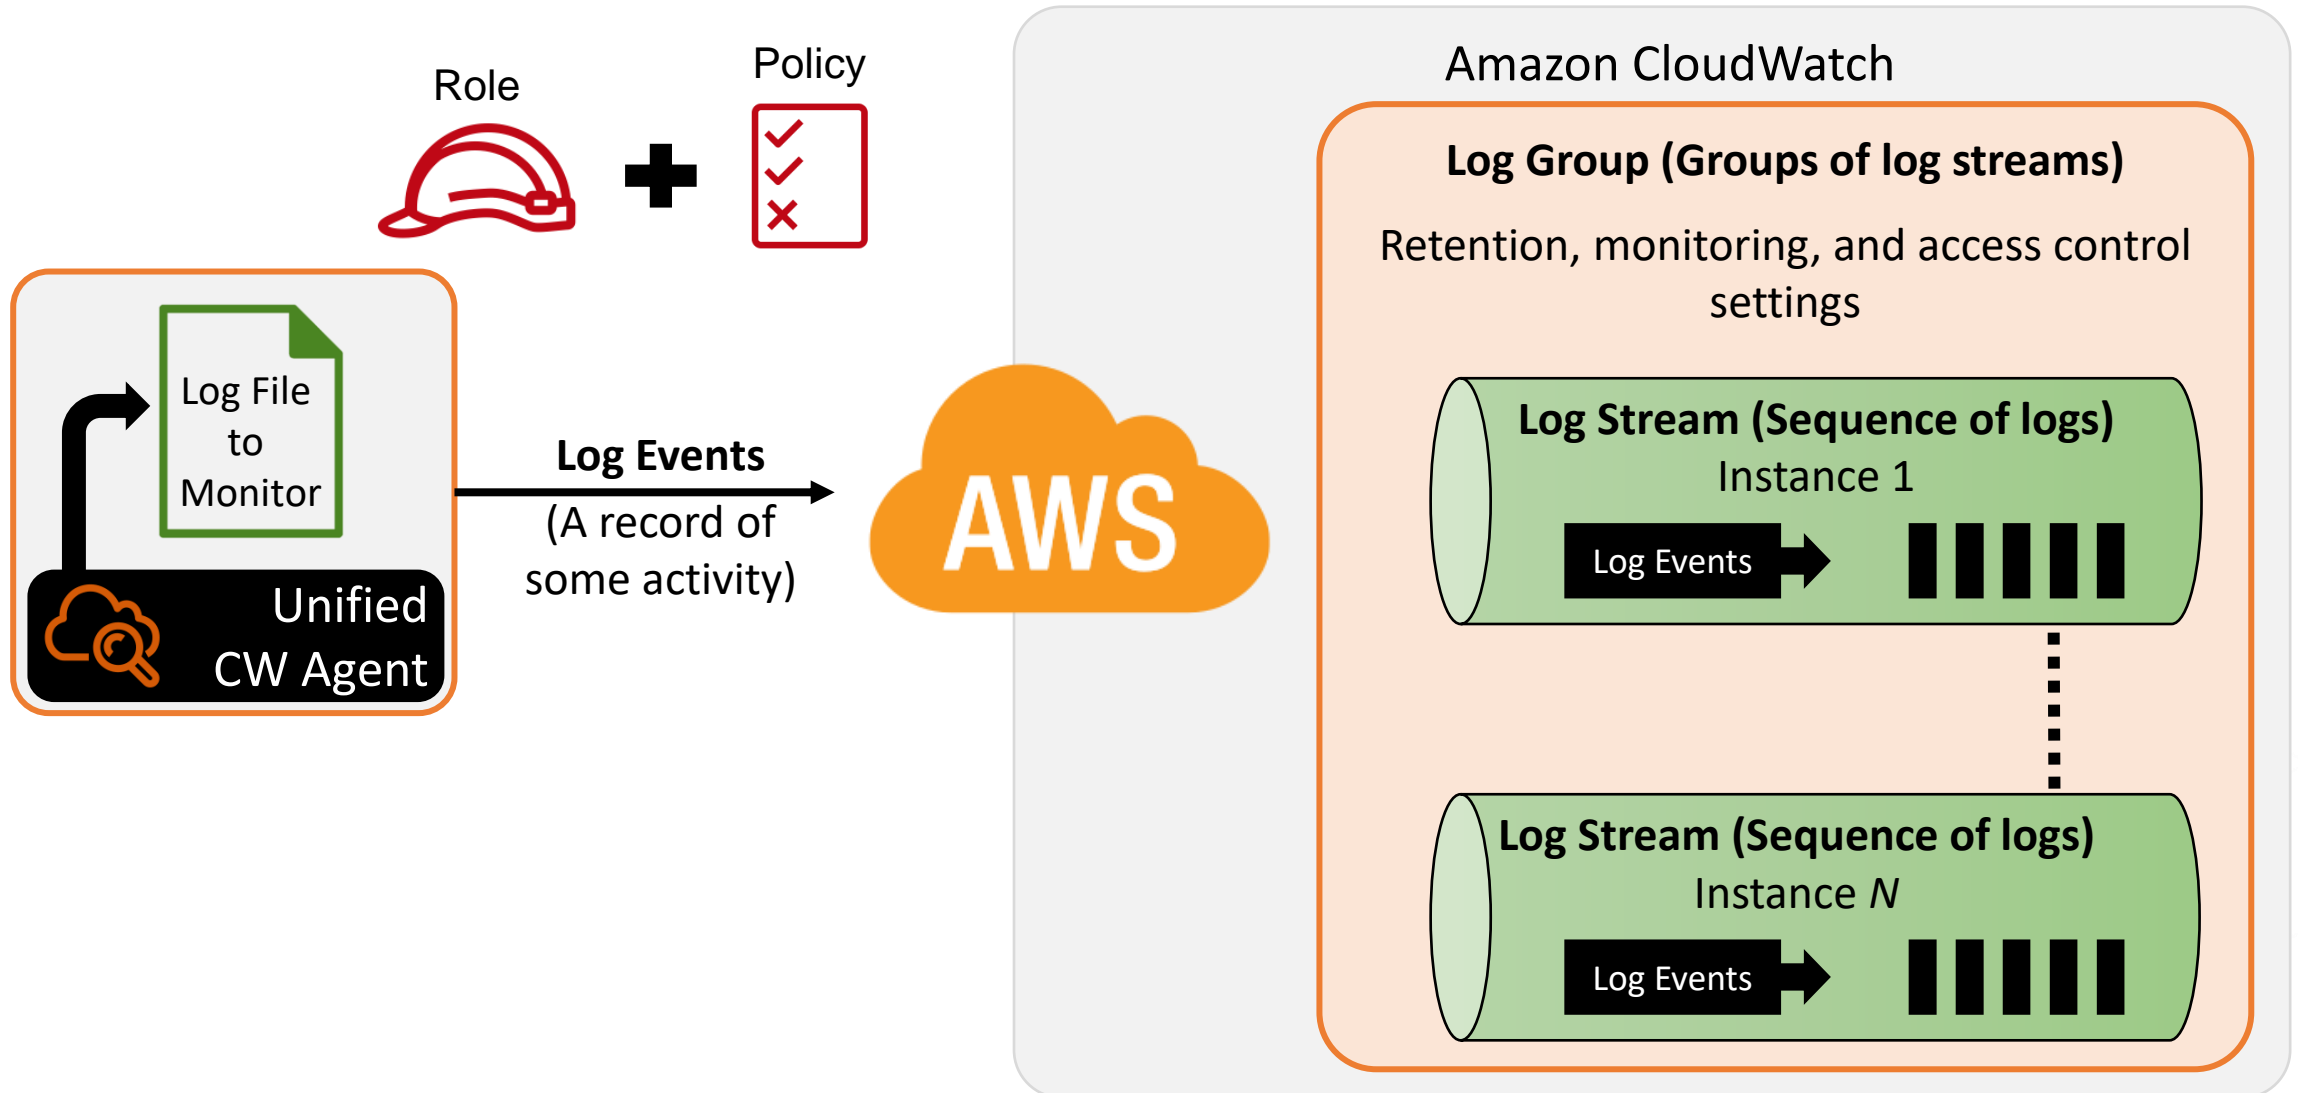 Role
Policy
Log File
to
Monitor
Unified
CW Agent
Log Events
(A record of
some activity)
AWS
Amazon CloudWatch
Log Group (Groups of log streams)
Retention, monitoring, and access control
settings
Log Stream (Sequence of logs)
Instance 1
Log Events
Log Stream (Sequence of logs)
Instance N
Log Events